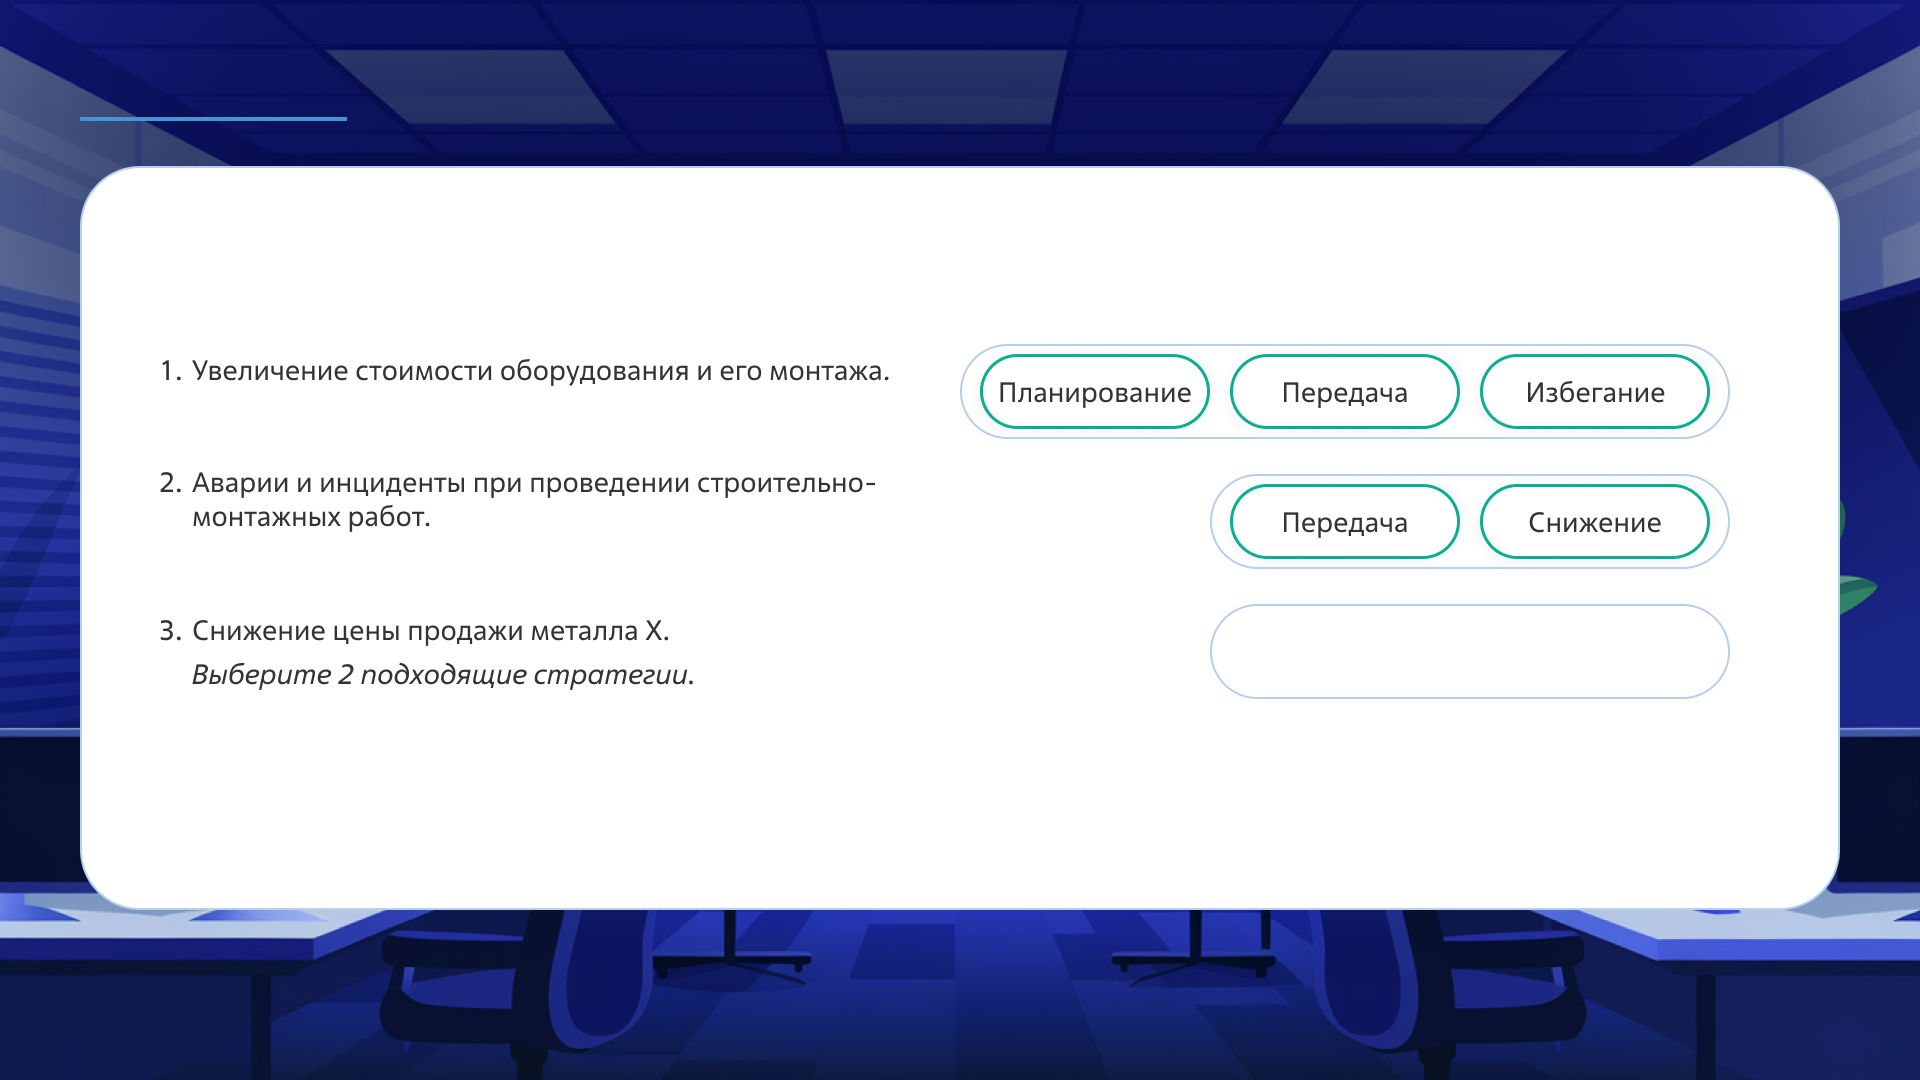 1. Увеличение стоимости оборудования и его монтажа.
Планирование
Передача
Избегание
2. Аварии и инциденты при проведении строительно-
монтажных работ.
Передача
Снижение
3. Снижение цены продажи металла X.
Выберите 2 подходящие стратегии.